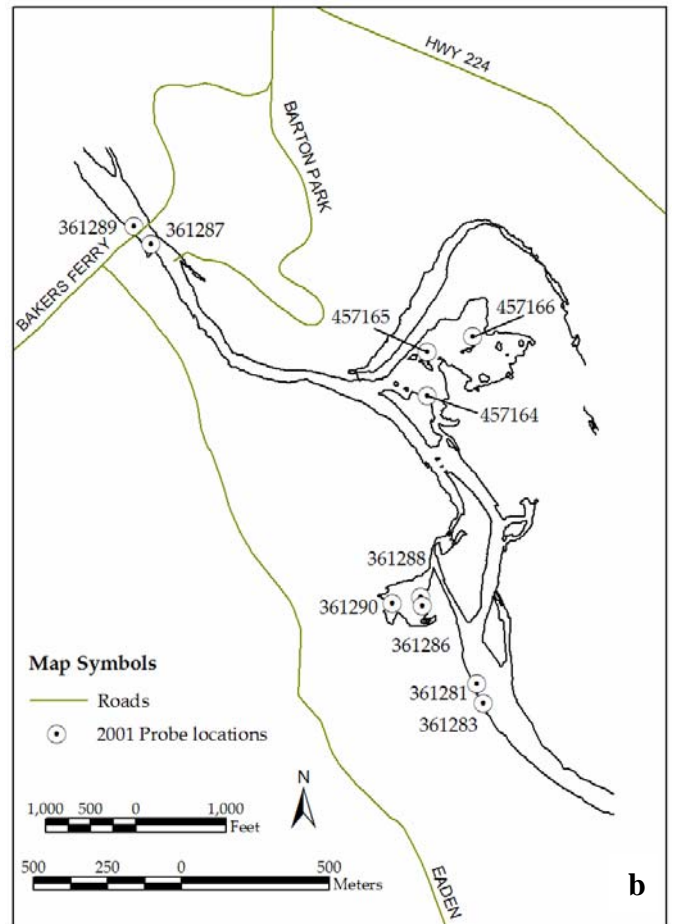 HWY 224
BARTON PARK
361289
361287
BAKERS FERRY
457165
457166
457164
361288
361290
361286
361281
361283
Map Symbols
Roads
2001 Probe locations
N
1,000 500 0 1,000
Feet
500 250 0 500
Meters
EADEN
b